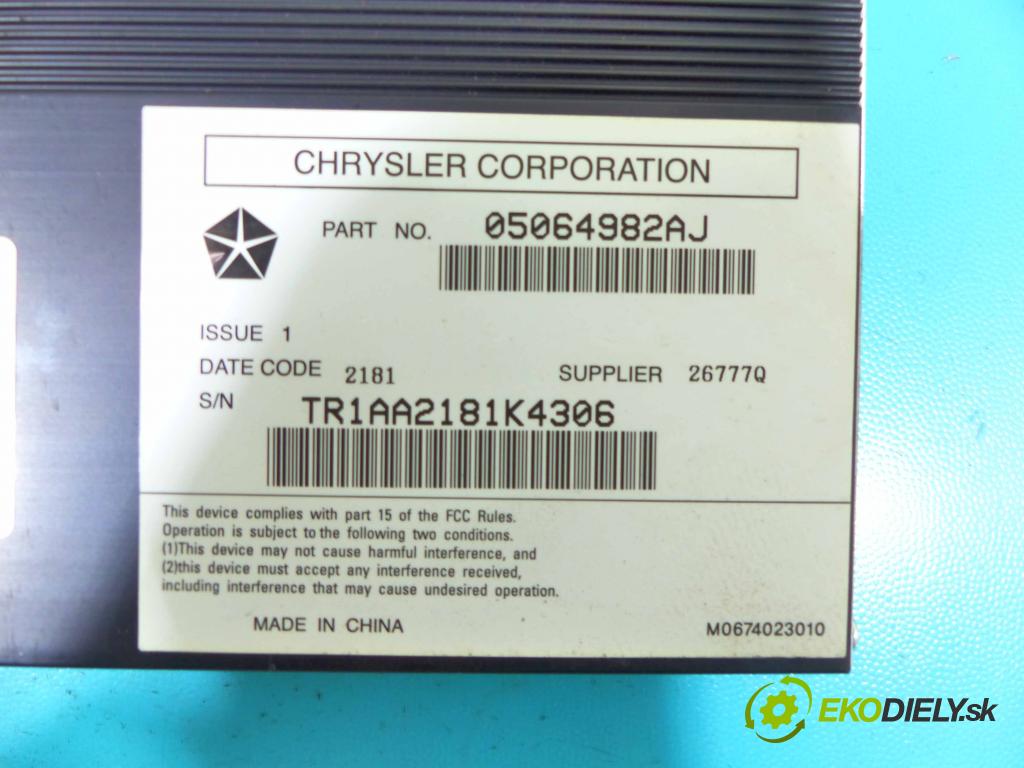 CHRYSLER CORPORATION
PART NO. 05064982AJ
ISSUE 1
DATE CODE 2181 SUPPLIER 26777Q
S/N TR1AA2181K4306
This device complies with part 15 of the FCC Rules.
Operation is subject to the following two conditions.
(1)This device may not cause harmful interference, and
(2)this device must accept any interference received,
including interference that may cause undesired operation.
MADE IN CHINA M0674023010
EKODIELY.sk